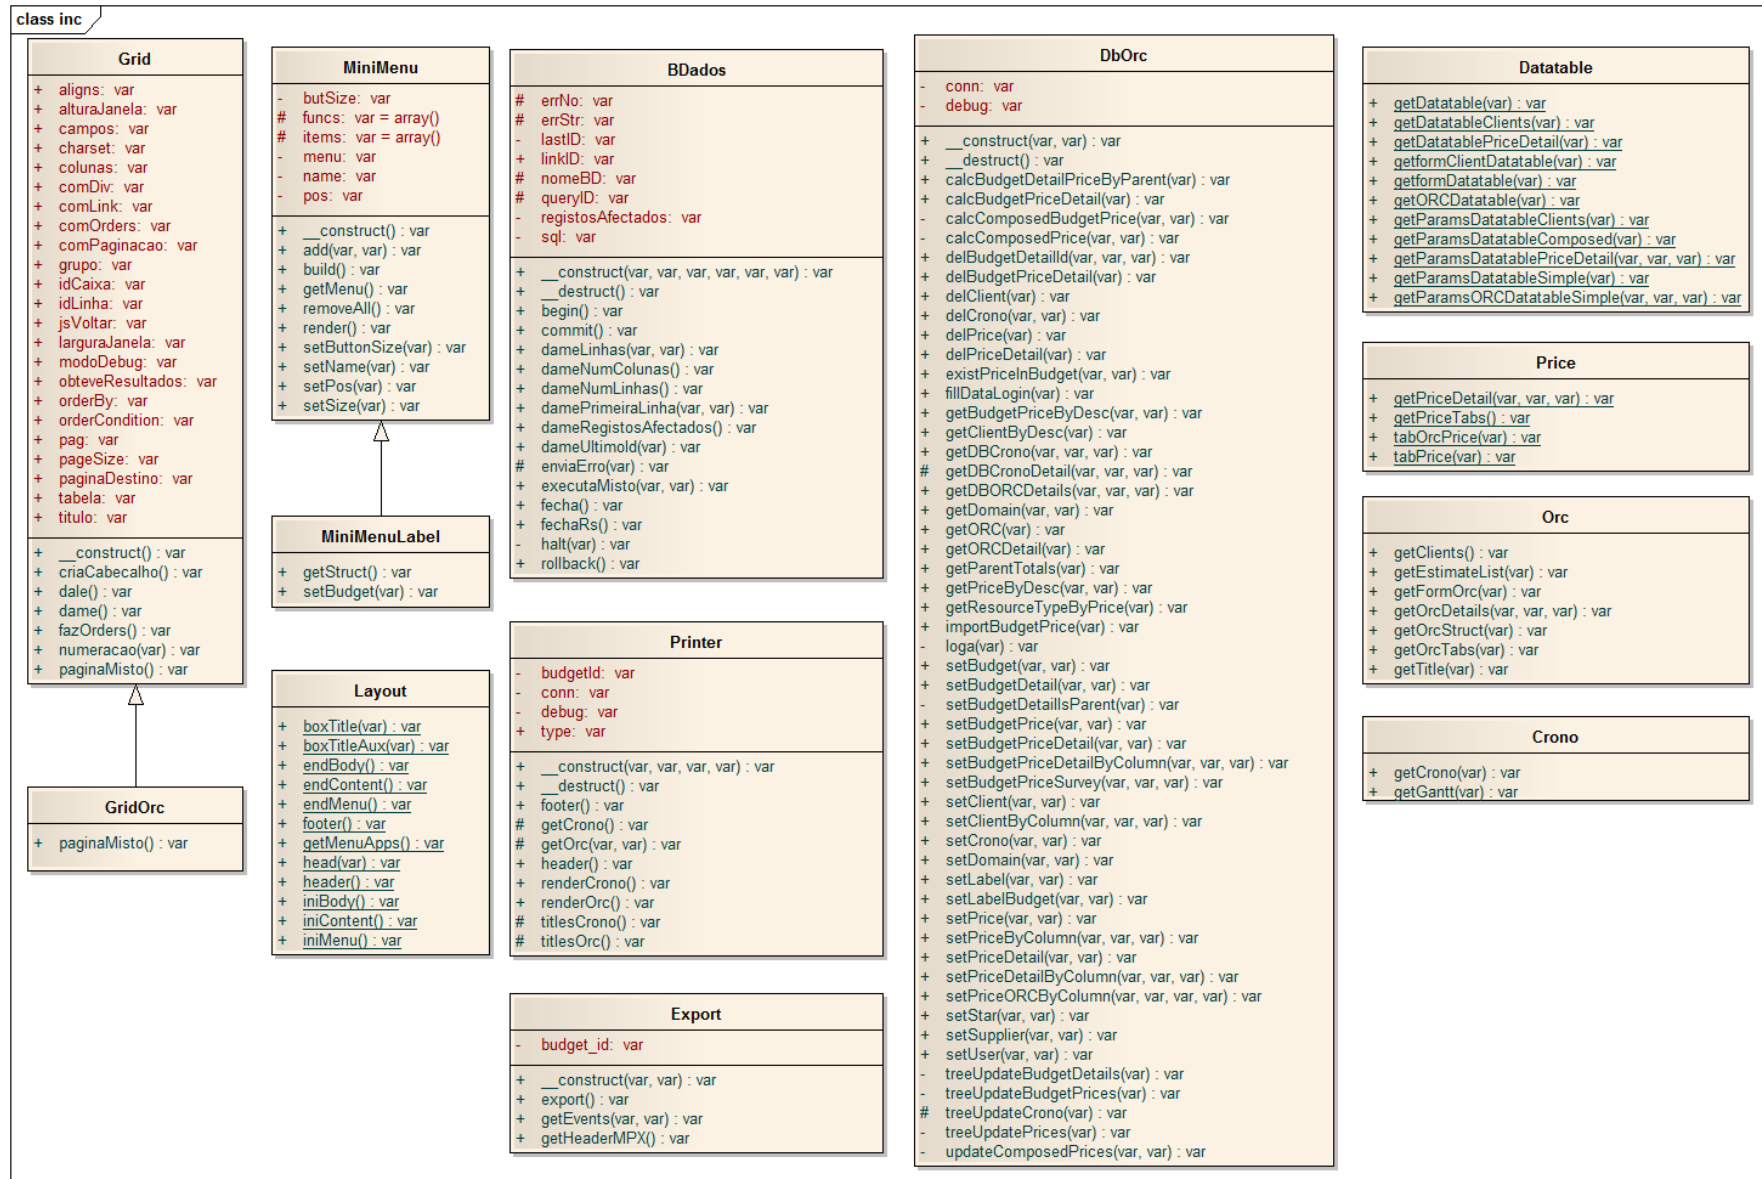 class inc
Grid
+ aligns: var
+ alturaJanela: var
+ campos: var
+ charset: var
+ colunas: var
+ comDiv: var
+ comLink: var
+ comOrders: var
+ comPaginacao: var
+ grupo: var
+ idCaixa: var
+ idLinha: var
+ jsVoltar: var
+ larguraJanela: var
+ modoDebug: var
+ obteveResultados: var
+ orderBy: var
+ orderCondition: var
+ pag: var
+ pageSize: var
+ paginaDestino: var
+ tabela: var
+ titulo: var
+ __construct() : var
+ criaCabecalho() : var
+ dale() : var
+ dame() : var
+ fazOrders() : var
+ numeracao(var) : var
+ paginaMisto() : var
GridOrc
+ paginaMisto() : var
MiniMenu
- butSize: var
# funcs: var = array()
# items: var = array()
- menu: var
- name: var
- pos: var
+ __construct() : var
+ add(var, var) : var
+ build() : var
+ getMenu() : var
+ removeAll() : var
+ render() : var
+ setButtonSize(var) : var
+ setName(var) : var
+ setPos(var) : var
+ setSize(var) : var
MiniMenuLabel
+ getStruct() : var
+ setBudget(var) : var
Layout
+ boxTitle(var) : var
+ boxTitleAux(var) : var
+ endBody() : var
+ endContent() : var
+ endMenu() : var
+ footer() : var
+ getMenuApps() : var
+ head(var) : var
+ header() : var
+ iniBody() : var
+ iniContent() : var
+ iniMenu() : var
BDados
# errNo: var
# errStr: var
- lastID: var
+ linkID: var
# nomeBD: var
# queryID: var
- registosAfectados: var
- sql: var
+ __construct(var, var, var, var, var, var) : var
+ __destruct() : var
+ begin() : var
+ commit() : var
+ dameLinhas(var, var) : var
+ dameNumColunas() : var
+ dameNumLinhas() : var
+ damePrimeiraLinha(var, var) : var
+ dameRegistosAfectados() : var
+ dameUltimoId(var) : var
# enviaErro(var) : var
+ executaMisto(var, var) : var
+ fecha() : var
+ fechaRs() : var
- halt(var) : var
+ rollback() : var
Printer
- budgetId: var
- conn: var
- debug: var
+ type: var
+ __construct(var, var, var, var) : var
+ __destruct() : var
+ footer() : var
# getCrono() : var
# getOrc(var, var) : var
+ header() : var
+ renderCrono() : var
+ renderOrc() : var
# titlesCrono() : var
# titlesOrc() : var
Export
- budget_id: var
+ __construct(var, var) : var
+ export() : var
+ getEvents(var, var) : var
+ getHeaderMPX() : var
DbOrc
- conn: var
- debug: var
+ __construct(var, var) : var
+ __destruct() : var
+ calcBudgetDetailPriceByParent(var) : var
+ calcBudgetPriceDetail(var) : var
- calcComposedBudgetPrice(var, var) : var
- calcComposedPrice(var, var) : var
+ delBudgetDetailId(var, var, var) : var
+ delBudgetPriceDetail(var) : var
+ delClient(var) : var
+ delCrono(var, var) : var
+ delPrice(var) : var
+ delPriceDetail(var) : var
+ existPriceInBudget(var, var) : var
+ fillDataLogin(var) : var
+ getBudgetPriceByDesc(var, var) : var
+ getClientByDesc(var) : var
+ getDBCrono(var, var, var) : var
# getDBCronoDetail(var, var, var) : var
+ getDBORCDetails(var, var, var) : var
+ getDomain(var, var) : var
+ getORC(var) : var
+ getORCDetail(var) : var
+ getParentTotals(var) : var
+ getPriceByDesc(var, var) : var
+ getResourceTypeByPrice(var) : var
+ importBudgetPrice(var) : var
- loga(var) : var
+ setBudget(var, var) : var
+ setBudgetDetail(var, var) : var
- setBudgetDetailIsParent(var) : var
+ setBudgetPrice(var, var) : var
+ setBudgetPriceDetail(var, var) : var
+ setBudgetPriceDetailByColumn(var, var, var) : var
+ setBudgetPriceSurvey(var, var, var) : var
+ setClient(var, var) : var
+ setClientByColumn(var, var, var) : var
+ setCrono(var, var) : var
+ setDomain(var, var) : var
+ setLabel(var, var) : var
+ setLabelBudget(var, var) : var
+ setPrice(var, var) : var
+ setPriceByColumn(var, var, var) : var
+ setPriceDetail(var, var) : var
+ setPriceDetailByColumn(var, var, var) : var
+ setPriceORCByColumn(var, var, var, var) : var
+ setStar(var, var) : var
+ setSupplier(var, var) : var
+ setUser(var, var) : var
- treeUpdateBudgetDetails(var) : var
- treeUpdateBudgetPrices(var) : var
# treeUpdateCrono(var) : var
- treeUpdatePrices(var) : var
- updateComposedPrices(var, var) : var
Datatable
+ getDatatable(var) : var
+ getDatatableClients(var) : var
+ getDatatablePriceDetail(var) : var
+ getformClientDatatable(var) : var
+ getformDatatable(var) : var
+ getORCDatatable(var) : var
+ getParamsDatatableClients(var) : var
+ getParamsDatatableComposed(var) : var
+ getParamsDatatablePriceDetail(var, var, var) : var
+ getParamsDatatableSimple(var) : var
+ getParamsORCDatatableSimple(var, var, var) : var
Price
+ getPriceDetail(var, var, var) : var
+ getPriceTabs() : var
+ tabOrcPrice(var) : var
+ tabPrice(var) : var
Orc
+ getClients() : var
+ getEstimateList(var) : var
+ getFormOrc(var) : var
+ getOrcDetails(var, var, var) : var
+ getOrcStruct(var) : var
+ getOrcTabs(var) : var
+ getTitle(var) : var
Crono
+ getCrono(var) : var
+ getGantt(var) : var